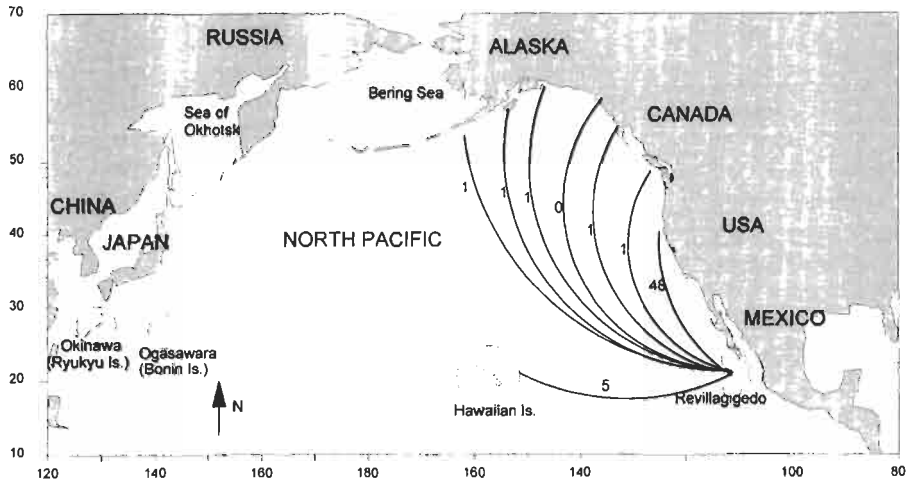 70
60
50
40
30
20
10
RUSSIA
ALASKA
Bering Sea
Sea of
Okhotsk
CANADA
CHINA
JAPAN
NORTH PACIFIC
USA
MEXICO
1
1
1
0
1
1
48
5
Okinawa
(Ryukyu Is.)
Ogasawara
(Bonin Is.)
N
Hawaiian Is.
Revillagigedo
120
140
160
180
160
140
120
100
80